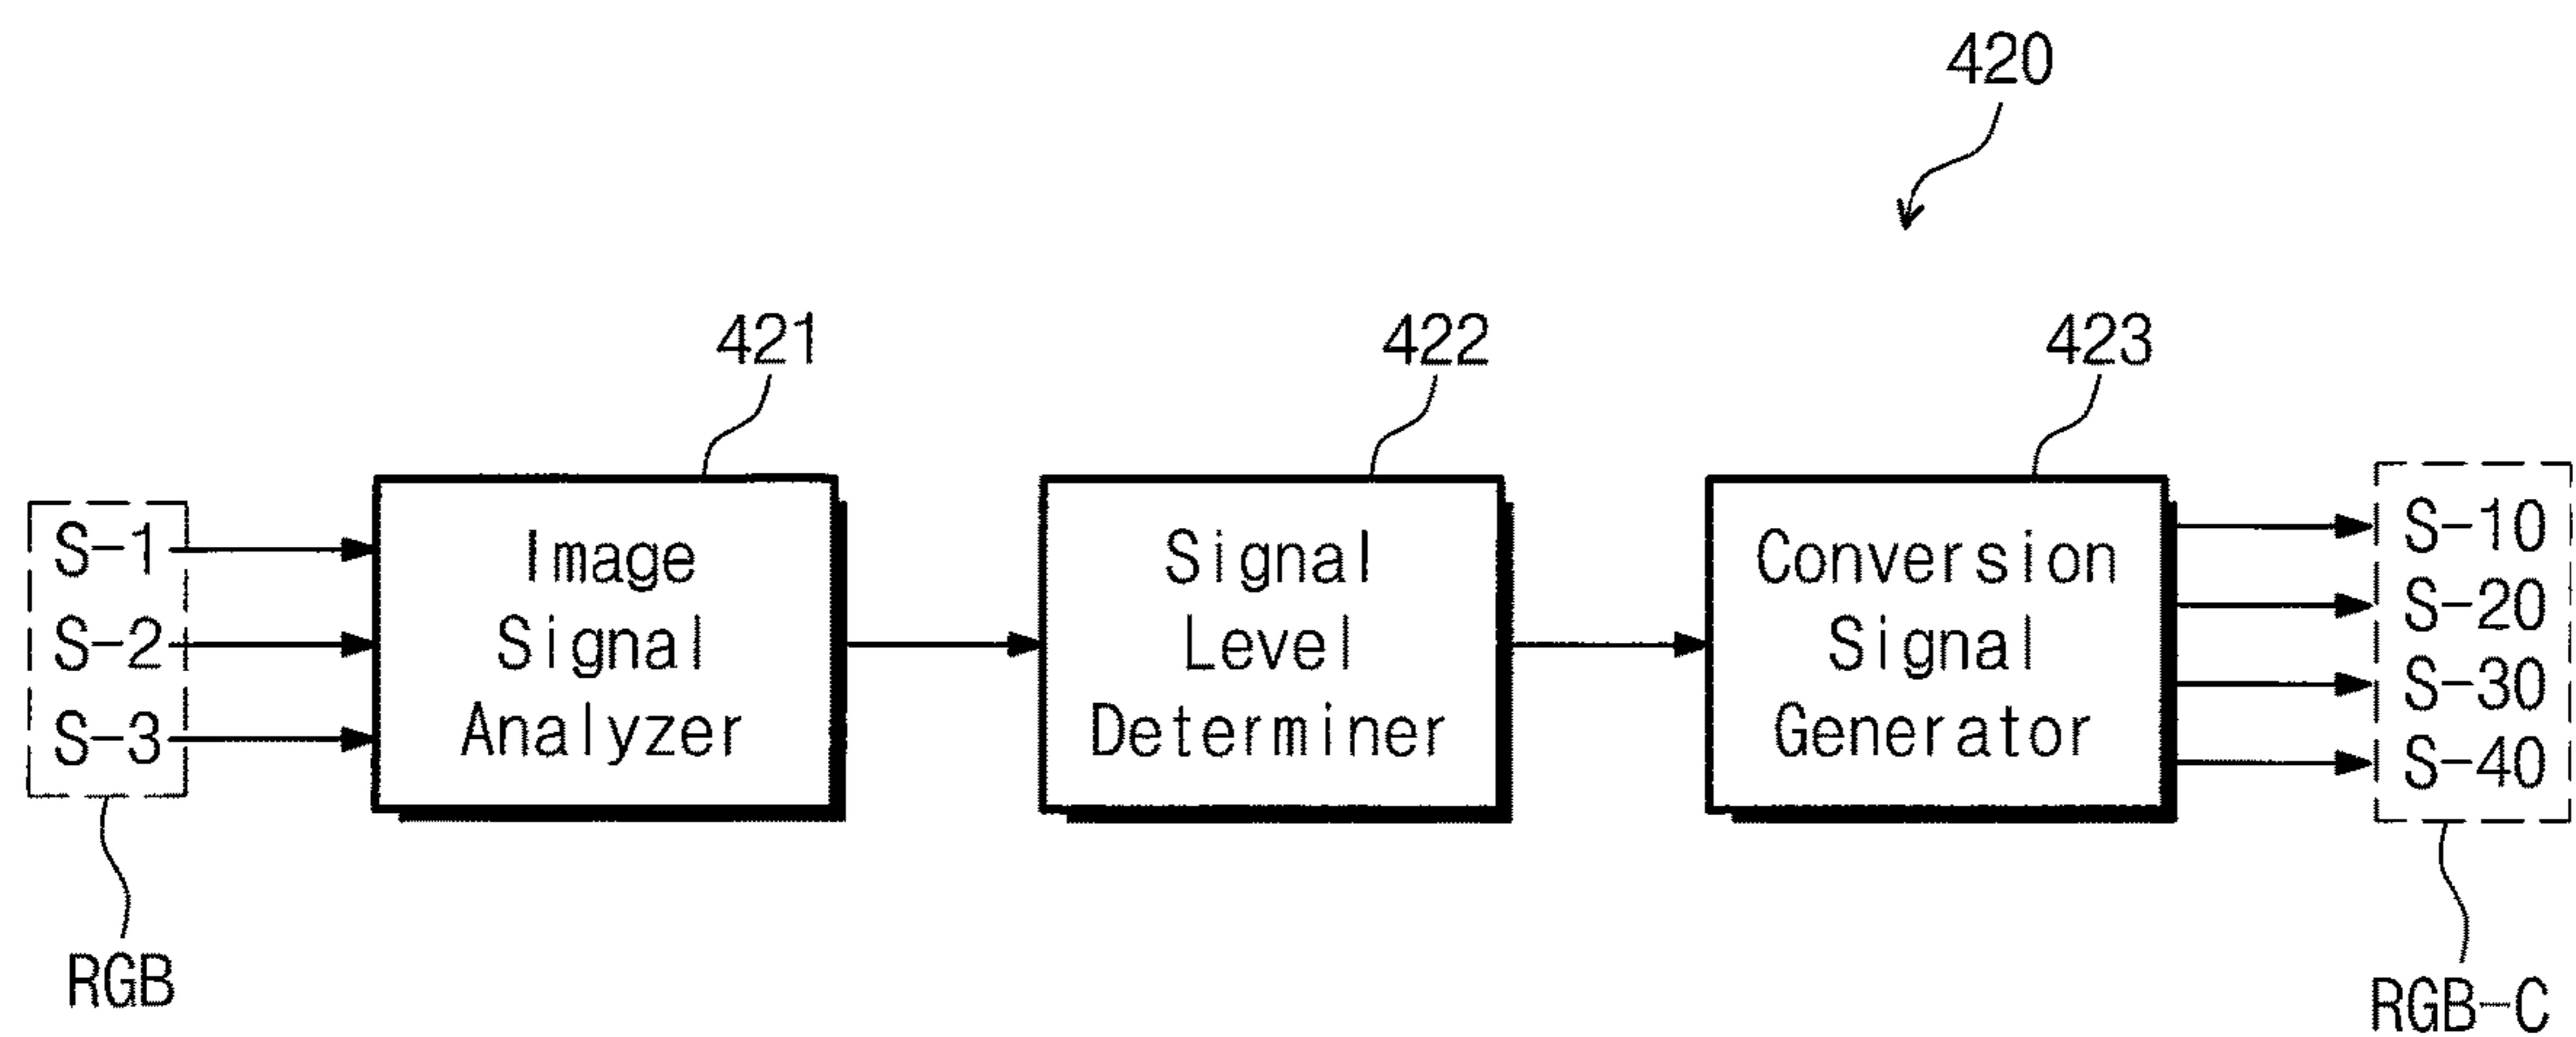 420
421
422
423
S-1
S-2
S-3
Image
Signal
Analyzer
Signal
Level
Determiner
Conversion
Signal
Generator
S-10
S-20
S-30
S-40
RGB
RGB-C